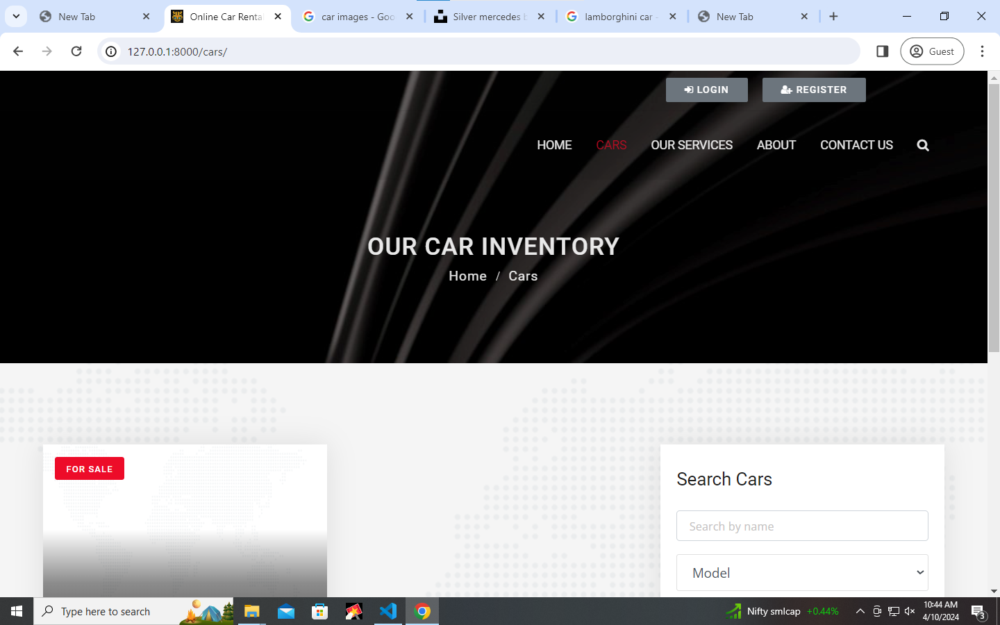 New Tab
Online Car Rental
car images - Goo
Silver mercedes b
lamborghini car -
New Tab
127.0.0.1:8000/cars/
Guest
LOGIN
REGISTER
HOME
CARS
OUR SERVICES
ABOUT
CONTACT US
OUR CAR INVENTORY
Home / Cars
FOR SALE
Search Cars
Search by name
Model
Type here to search
Nifty smlcap +0.44%
10:44 AM
4/10/2024
3